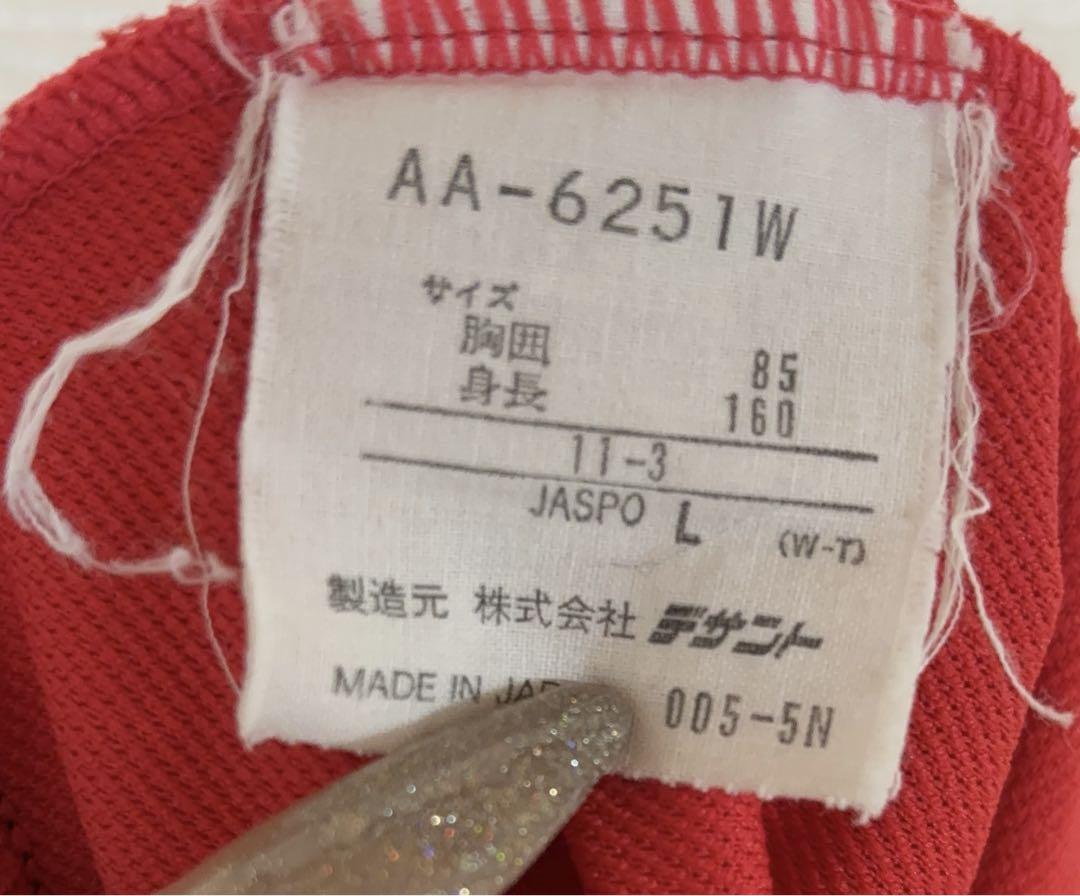 AA-6251W
サイズ
胸囲 85
身長 160
11-3
JASPO L (W-T)
製造元 株式会社 デサント
MADE IN 005-5N